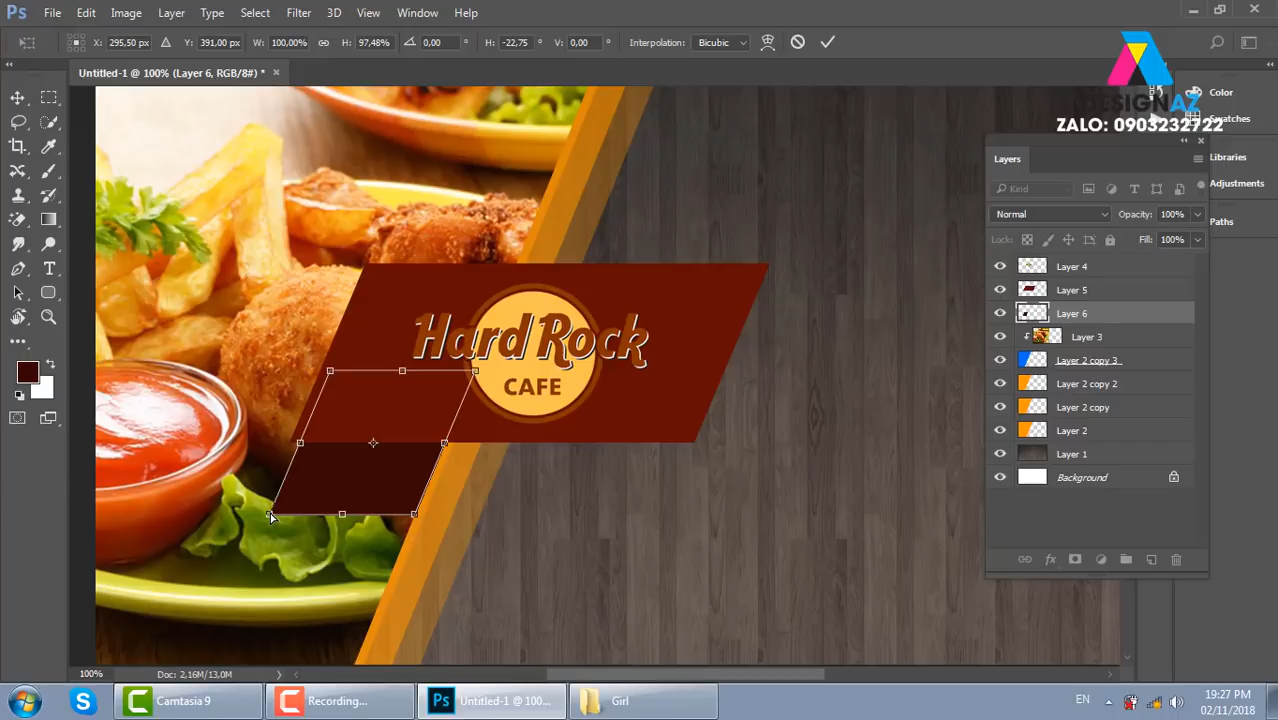 Ps File Edit Image Layer Type Select Filter 3D View Window Help
X: 295,50 px Y: 391,00 px W: 100,00% H: 97,48% 0,00 ° H: -22,75 ° V: 0,00 ° Interpolation: Bicubic
Untitled-1 @ 100% (Layer 6, RGB/8#) * ×
DESIGNAZ
ZALO: 0903232722
Color
Swatches
Libraries
Adjustments
Paths
Layers
Kind
Normal Opacity: 100%
Lock: Fill: 100%
Layer 4
Layer 5
Layer 6
Layer 3
Layer 2 copy 3
Layer 2 copy 2
Layer 2 copy
Layer 2
Layer 1
Background
Hard Rock
CAFE
100% Doc: 2,16M/13,0M
Camtasia 9 Recording... Ps Untitled-1 @ 100... Girl EN 19:27 PM
02/11/2018